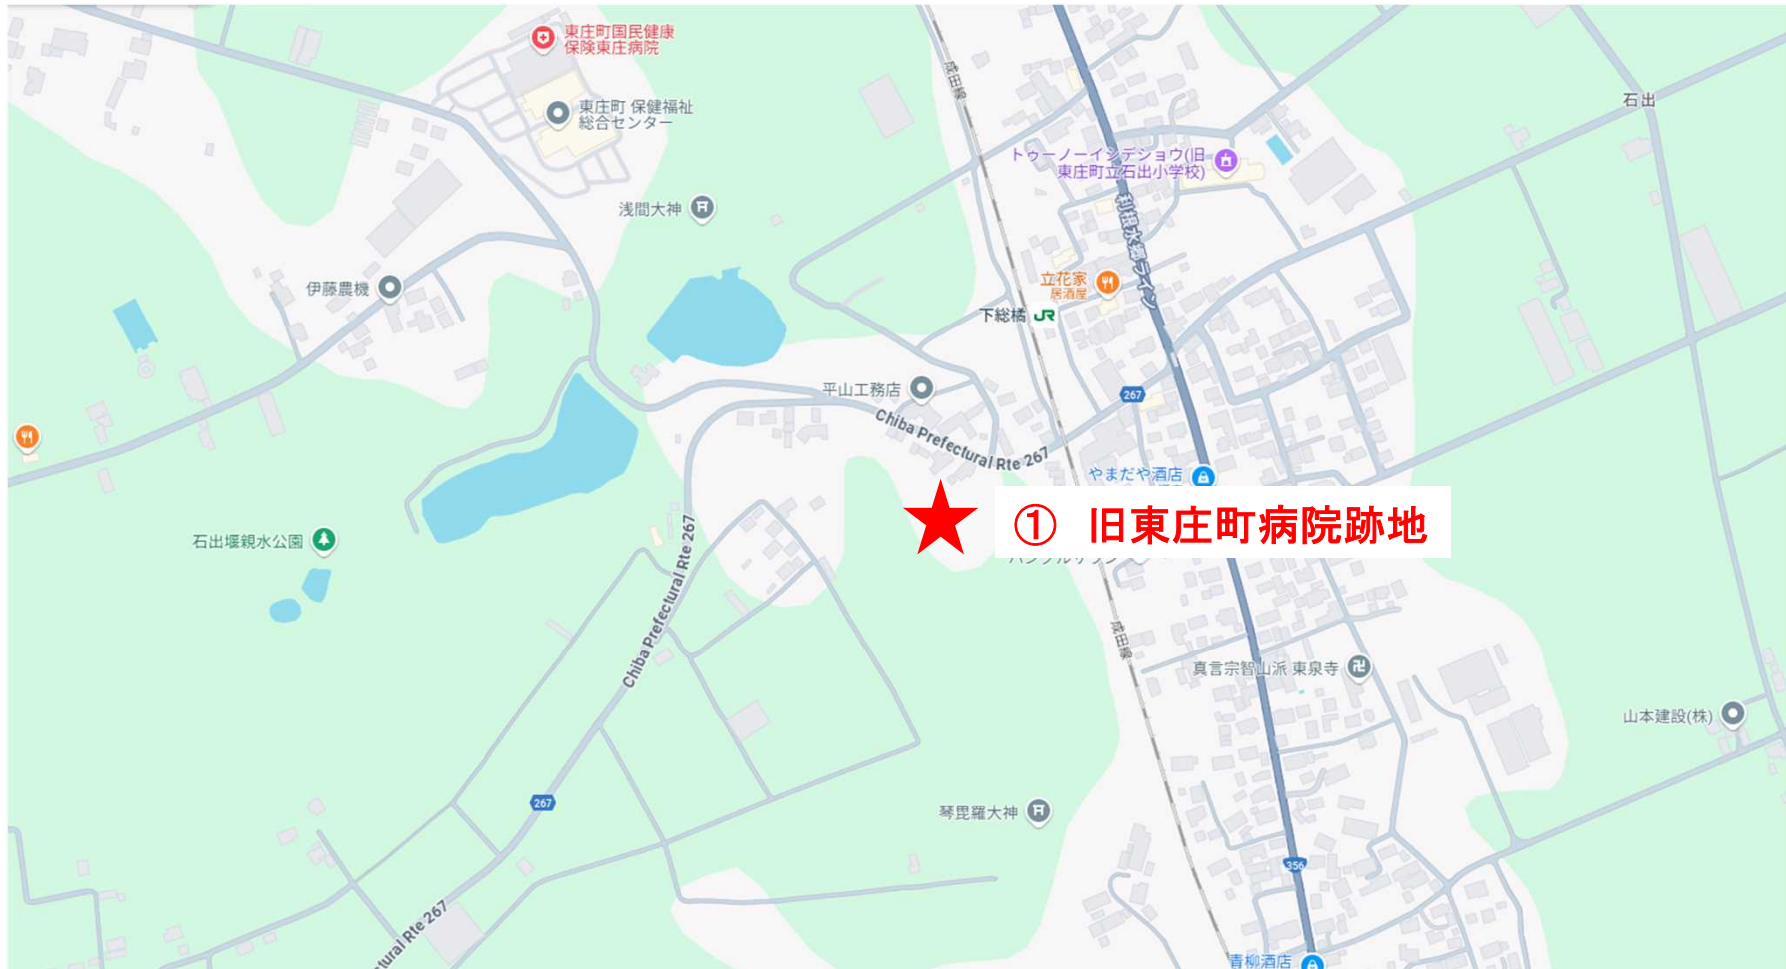 東庄町国民健康
保険東庄病院
成田線
石出
東庄町 保健福祉
総合センター
トゥーノーイシデショウ(旧
東庄町立石出小学校)
浅間大神
利根水郷ライン
伊藤農機
立花家
居酒屋
下総橘 JR
平山工務店
267
Chiba Prefectural Rte 267
やまだや酒店
① 旧東庄町病院跡地
石出堰親水公園
Chiba Prefectural Rte 267
成田線
真言宗智山派 東泉寺
山本建設(株)
267
琴毘羅大神
356
tural Rte 267
青柳酒店